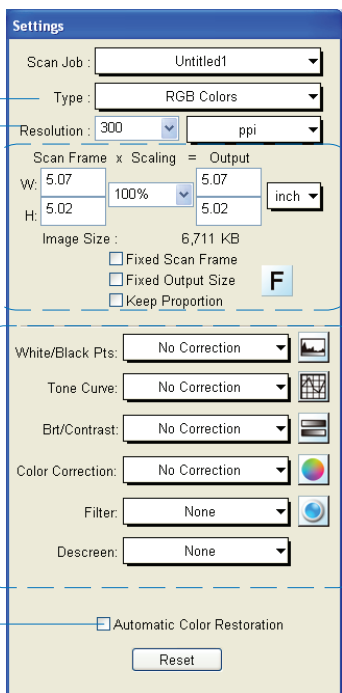 Settings
Scan Job : Untitled1
Type : RGB Colors
Resolution : 300 ppi
Scan Frame x Scaling = Output
W: 5.07 100% 5.07 inch
H: 5.02 5.02
Image Size : 6,711 KB
Fixed Scan Frame
Fixed Output Size
F
Keep Proportion
White/Black Pts: No Correction
Tone Curve: No Correction
Brt/Contrast: No Correction
Color Correction: No Correction
Filter: None
Descreen: None
Automatic Color Restoration
Reset